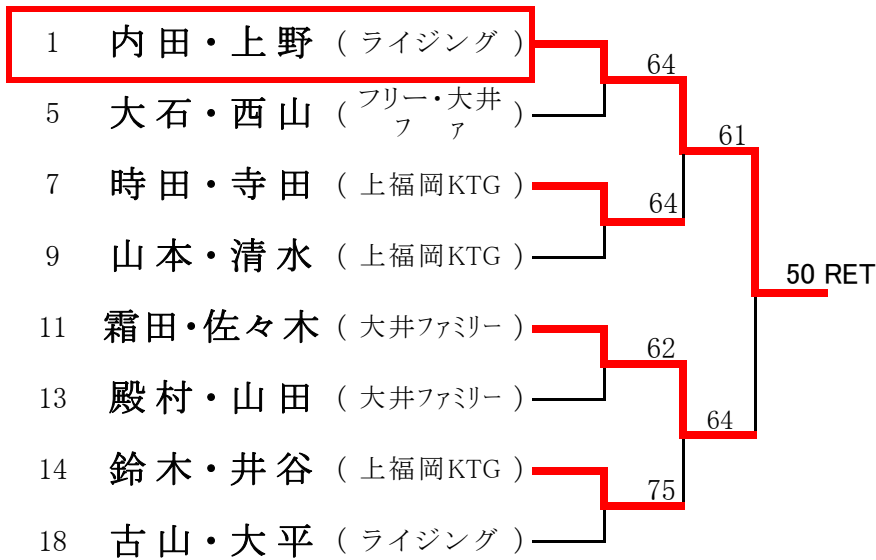 1 内田・上野 ( ライジング )
64
5 大石・西山 ( フリー・大井
ファ )
61
7 時田・寺田 ( 上福岡KTG )
64
9 山本・清水 ( 上福岡KTG )
50 RET
11 霜田・佐々木 ( 大井ファミリー )
62
13 殿村・山田 ( 大井ファミリー )
64
14 鈴木・井谷 ( 上福岡KTG )
75
18 古山・大平 ( ライジング )